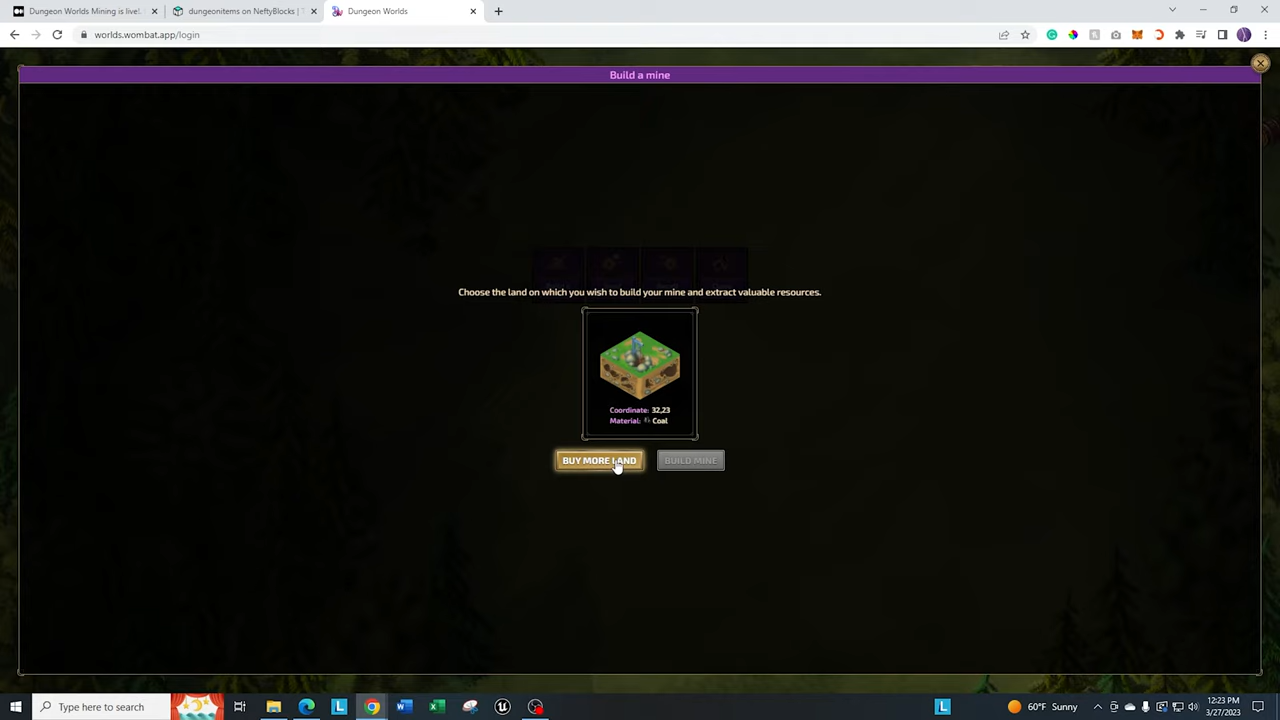 Dungeon Worlds Mining is live!.
dungeonitems on NeftyBlocks | T
Dungeon Worlds
worlds.wombat.app/login
Build a mine
Choose the land on which you wish to build your mine and extract valuable resources.
Coordinate: 32,23
Material: Coal
BUY MORE LAND
BUILD MINE
Type here to search
60°F Sunny
12:23 PM
3/27/2023